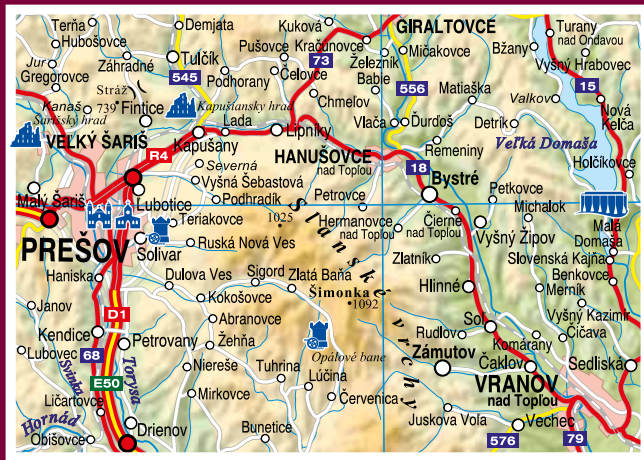 Terňa
Demjata
Kuková
GIRALTOVCE
Turany
nad Ondavou
Hubošovce
Tulčík
Pušovce
Kračunovce
Mičakovce
Bžany
Jur
Gregorovce
Záhradné
545
Podhorany
Čelovce
73
Železník
Babie
556
Vyšný Hrabovec
15
Stráž
739
Kapušiansky hrad
Chmeľov
Matiaška
Valkov
Nová
Kelča
Kanaš
Fintice
Šarišský hrad
Vlača
Ďurďoš
Detrík
Veľká Domaša
VEĽKÝ ŠARIŠ
Kapušany
Lada
Lipníky
HANUŠOVCE
nad Topľou
Remeniny
Holčíkovce
R4
Severná
18
Bystré
Petkovce
Malý Šariš
Vyšná Šebastová
Podhradík
Ľubotice
Petrovce
Čierne
nad Topľou
Michalok
Malá
Domaša
PREŠOV
Teriakovce
1025
Hermanovce
nad Topľou
Vyšný Žipov
Solivar
Ruská Nová Ves
Slanské vrchy
Zlatník
Slovenská Kajňa
Haniska
Dulova Ves
Sigord
Zlatá Baňa
Hlinné
Benkovce
Merník
Janov
D1
Kokošovce
Šimonka
1092
Vyšný Kazimír
Abranovce
Soľ
Kendice
Petrovany
Žehňa
Opálové bane
Rudlov
Komárany
Čičava
Ľubovec
68
Niereše
Tuhrina
Zámutov
Čaklov
Sedliská
Svinka
E50
Torysa
Mirkovce
Lúčina
VRANOV
nad Topľou
Ličartovce
Červenica
Juskova Voľa
Hornád
Drienov
Obišovce
Bunetice
Vechec
576
79